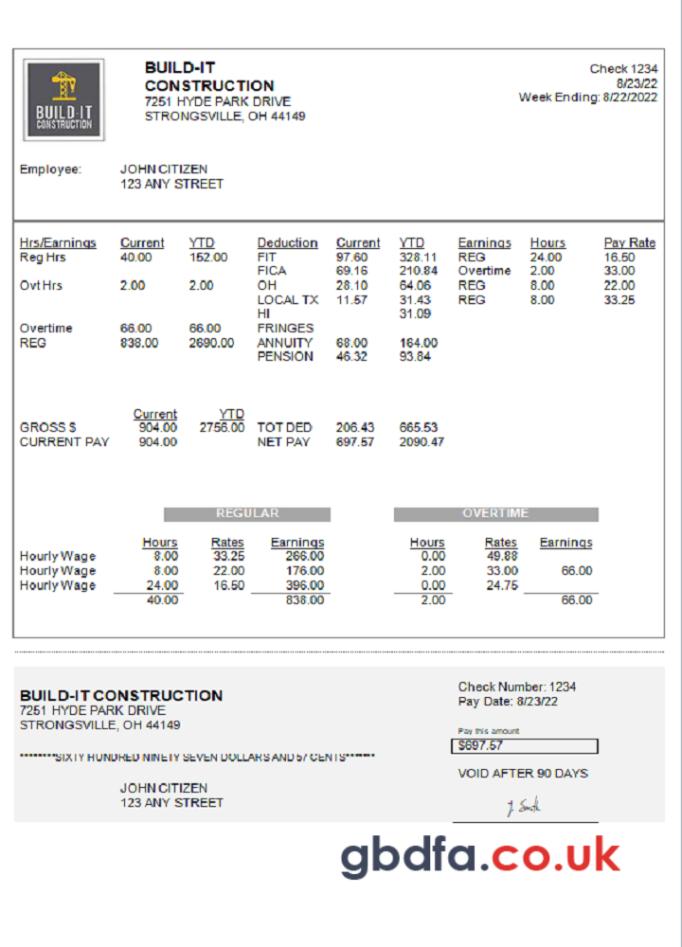 BUILD-IT
CONSTRUCTION
BUILD-IT
CONSTRUCTION
7251 HYDE PARK DRIVE
STRONGSVILLE, OH 44149
Check 1234
8/23/22
Week Ending: 8/22/2022
Employee: JOHN CITIZEN
123 ANY STREET
Hrs/Earnings Current YTD Deduction Current YTD Earnings Hours Pay Rate
Reg Hrs 40.00 152.00 FIT 97.60 328.11 REG 24.00 16.50
FICA 69.16 210.84 Overtime 2.00 33.00
Ovt Hrs 2.00 2.00 OH 28.10 64.06 REG 8.00 22.00
LOCAL TX 11.57 31.43 REG 8.00 33.25
HI 31.09
Overtime 66.00 66.00 FRINGES
REG 838.00 2690.00 ANNUITY 68.00 164.00
PENSION 46.32 93.84
Current YTD
GROSS $ 904.00 2756.00 TOT DED 206.43 665.53
CURRENT PAY 904.00 NET PAY 697.57 2090.47
REGULAR OVERTIME
Hours Rates Earnings Hours Rates Earnings
Hourly Wage 8.00 33.25 266.00 0.00 49.88
Hourly Wage 8.00 22.00 176.00 2.00 33.00 66.00
Hourly Wage 24.00 16.50 396.00 0.00 24.75
40.00 838.00 2.00 66.00
BUILD-IT CONSTRUCTION
7251 HYDE PARK DRIVE
STRONGSVILLE, OH 44149
Check Number: 1234
Pay Date: 8/23/22
Pay this amount
$697.57
********SIXTY HUNDRED NINETY SEVEN DOLLARS AND 57 CENTS*******
VOID AFTER 90 DAYS
JOHN CITIZEN
123 ANY STREET
J. Smith
gbdfa.co.uk